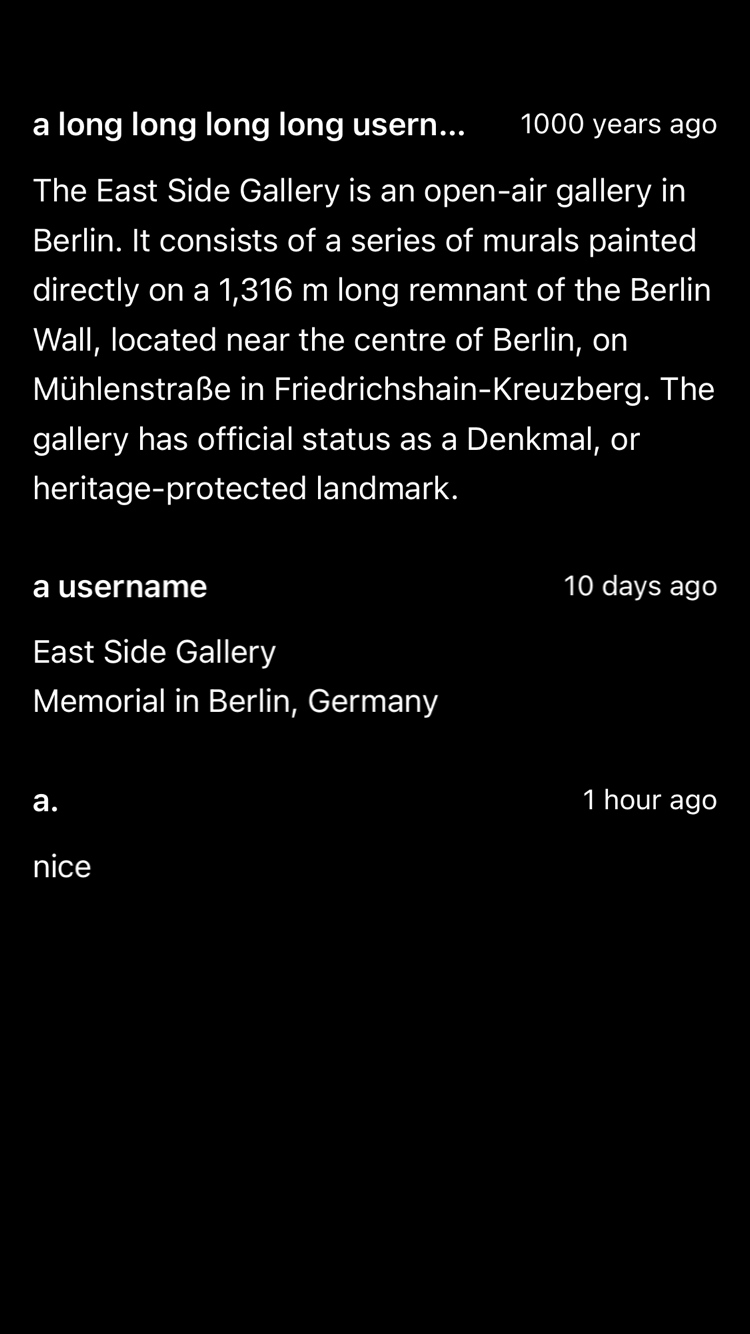 a long long long long usern...
1000 years ago
The East Side Gallery is an open-air gallery in
Berlin. It consists of a series of murals painted
directly on a 1,316 m long remnant of the Berlin
Wall, located near the centre of Berlin, on
Mühlenstraße in Friedrichshain-Kreuzberg. The
gallery has official status as a Denkmal, or
heritage-protected landmark.
a username
10 days ago
East Side Gallery
Memorial in Berlin, Germany
a.
1 hour ago
nice